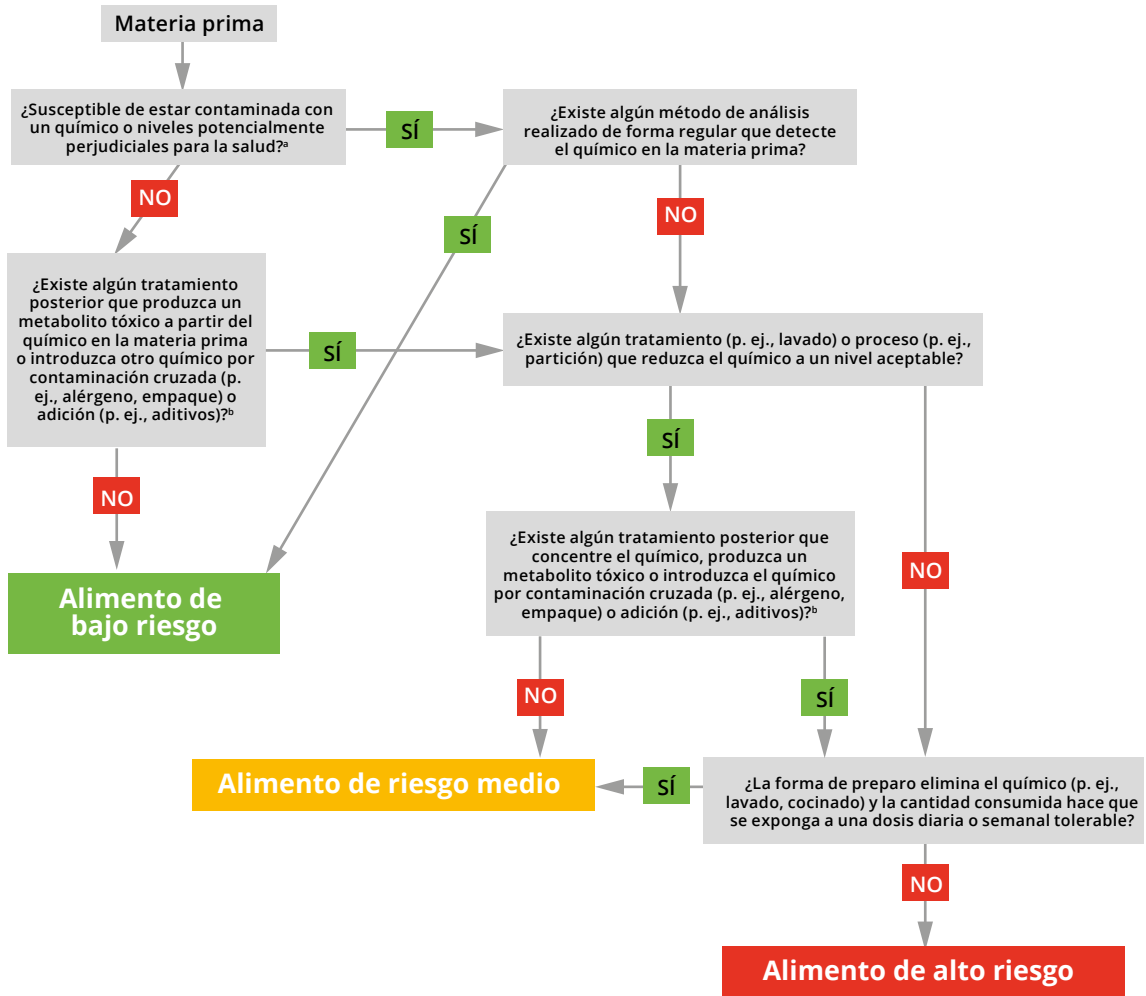 Materia prima
¿Susceptible de estar contaminada con
un químico o niveles potencialmente
perjudiciales para la salud?ᵃ
SÍ
¿Existe algún método de análisis
realizado de forma regular que detecte
el químico en la materia prima?
NO
SÍ
NO
¿Existe algún tratamiento
posterior que produzca un
metabolito tóxico a partir del
químico en la materia prima
o introduzca otro químico por
contaminación cruzada (p.
ej., alérgeno, empaque) o
adición (p. ej., aditivos)?ᵇ
SÍ
¿Existe algún tratamiento (p. ej., lavado) o proceso (p. ej.,
partición) que reduzca el químico a un nivel aceptable?
SÍ
NO
¿Existe algún tratamiento posterior que
concentre el químico, produzca un
metabolito tóxico o introduzca el químico
por contaminación cruzada (p. ej., alérgeno,
empaque) o adición (p. ej., aditivos)?ᵇ
NO
Alimento de
bajo riesgo
NO
SÍ
Alimento de riesgo medio
SÍ
¿La forma de preparo elimina el químico (p. ej.,
lavado, cocinado) y la cantidad consumida hace que
se exponga a una dosis diaria o semanal tolerable?
NO
Alimento de alto riesgo